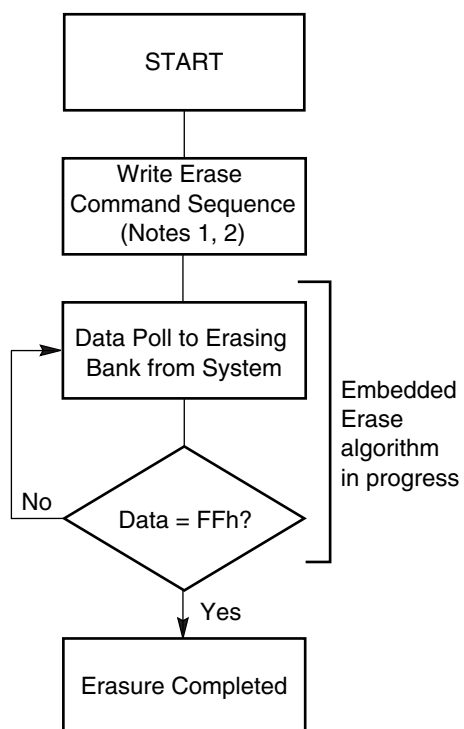 START
Write Erase
Command Sequence
(Notes 1, 2)
Data Poll to Erasing
Bank from System
Embedded
Erase
algorithm
in progress
No
Data = FFh?
Yes
Erasure Completed